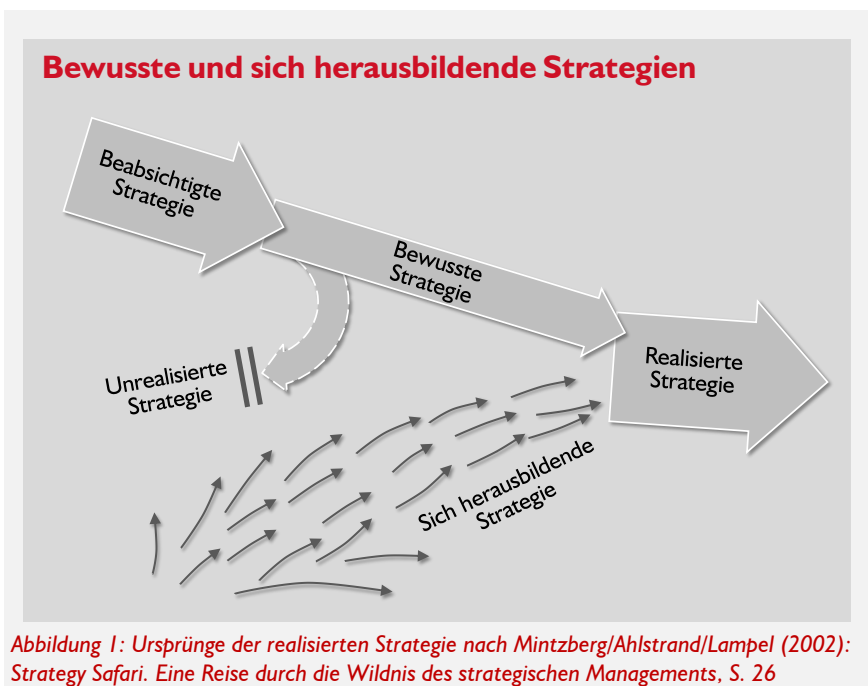 Bewusste und sich herausbildende Strategien
Beabsichtigte
Strategie
Bewusste
Strategie
Unrealisierte
Strategie
Realisierte
Strategie
Sich herausbildende
Strategie
Abbildung 1: Ursprünge der realisierten Strategie nach Mintzberg/Ahlstrand/Lampel (2002):
Strategy Safari. Eine Reise durch die Wildnis des strategischen Managements, S. 26